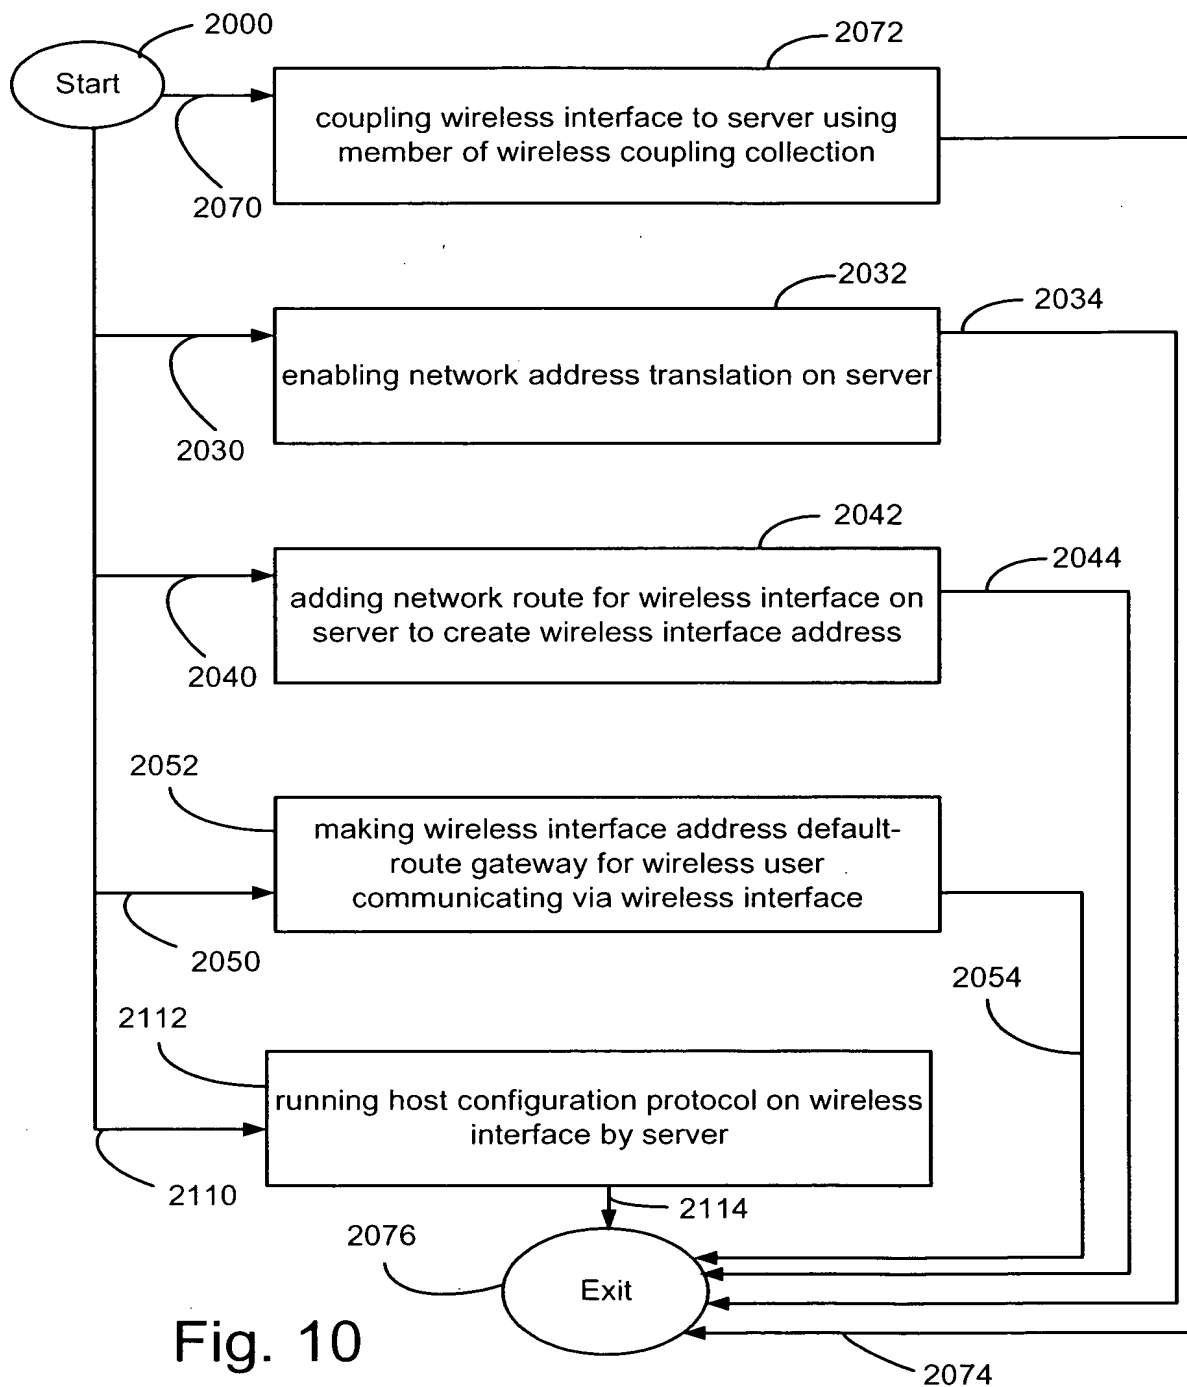 2000
Start
2072
coupling wireless interface to server using
member of wireless coupling collection
2070
2032
2034
enabling network address translation on server
2030
2042
2044
adding network route for wireless interface on
server to create wireless interface address
2040
2052
making wireless interface address default-
route gateway for wireless user
communicating via wireless interface
2050
2054
2112
running host configuration protocol on wireless
interface by server
2110
2114
2076
Exit
Fig. 10
2074